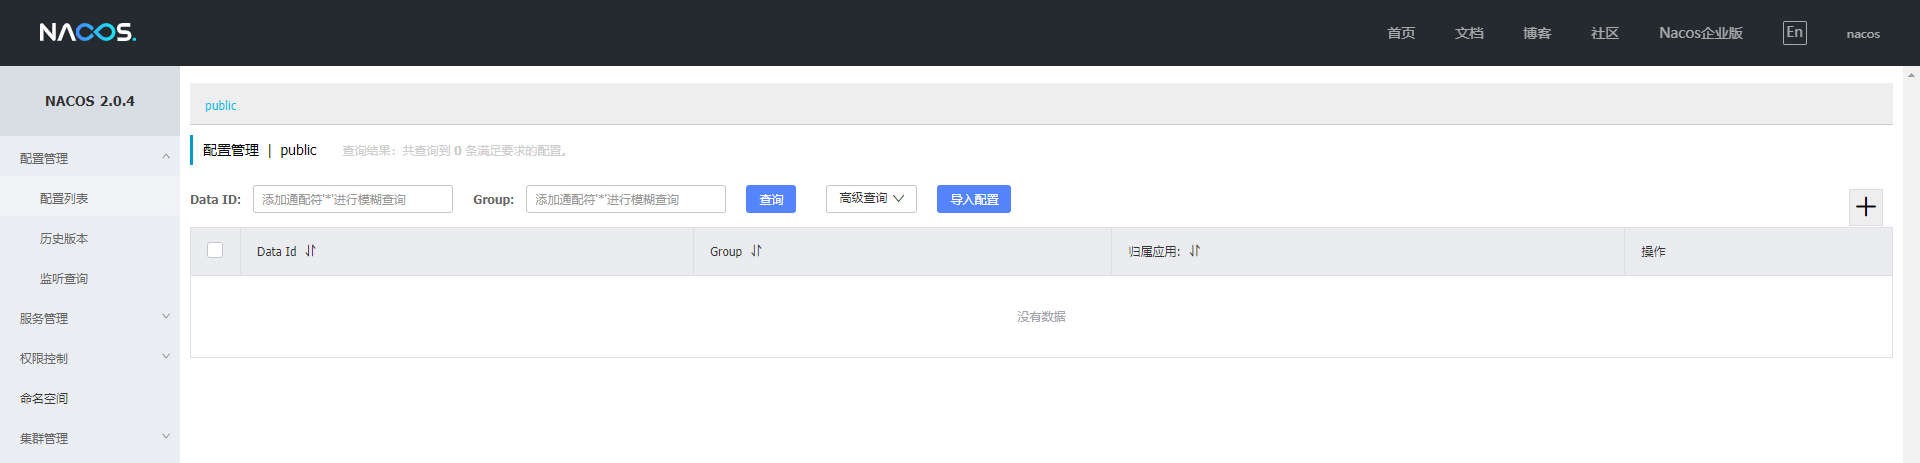 NACOS.
首页 文档 博客 社区 Nacos企业版 En nacos
NACOS 2.0.4
配置管理
配置列表
历史版本
监听查询
服务管理
权限控制
命名空间
集群管理
public
配置管理 | public 查询结果：共查询到 0 条满足要求的配置。
Data ID: 添加通配符'*'进行模糊查询 Group: 添加通配符'*'进行模糊查询 查询 高级查询 导入配置
Data Id Group 归属应用: 操作
没有数据